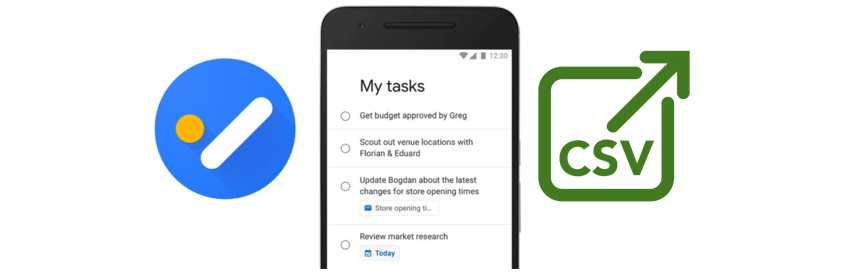 12:30
My tasks
Get budget approved by Greg
Scout out venue locations with
Florian & Eduard
Update Bogdan about the latest
changes for store opening times
Store opening ti...
Review market research
Today
CSV